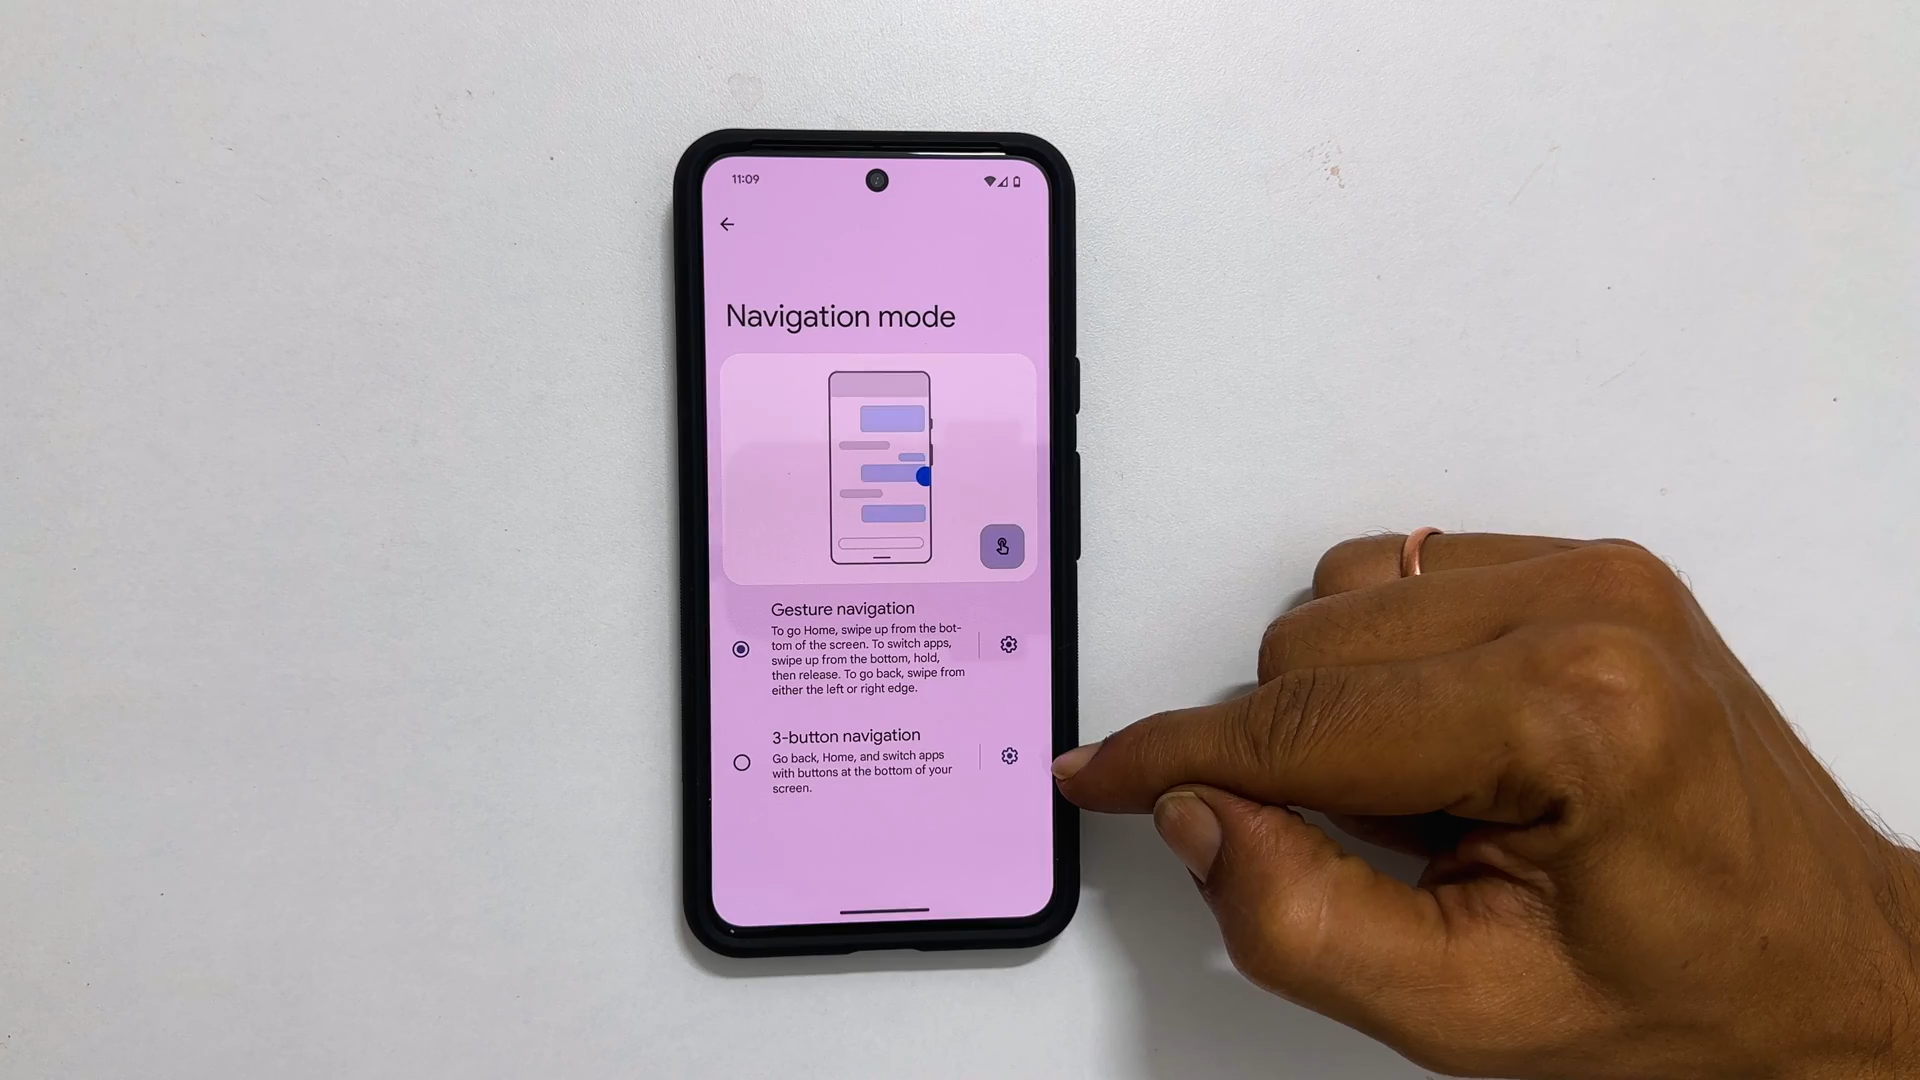 11:09
Navigation mode
Gesture navigation
To go Home, swipe up from the bot-
tom of the screen. To switch apps,
swipe up from the bottom, hold,
then release. To go back, swipe from
either the left or right edge.
3-button navigation
Go back, Home, and switch apps
with buttons at the bottom of your
screen.